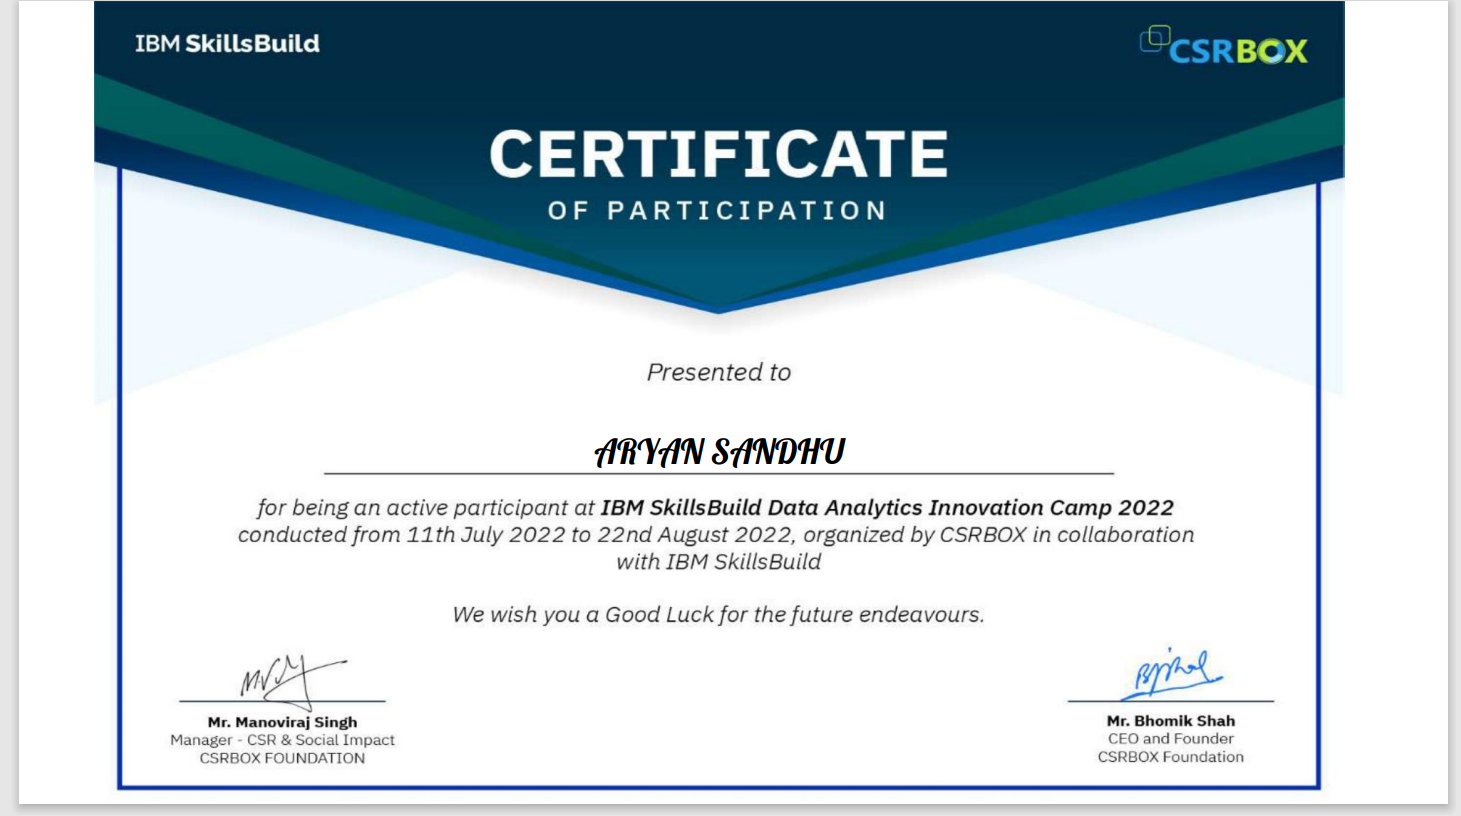 IBM SkillsBuild
CSRBOX
CERTIFICATE
OF PARTICIPATION
Presented to
ARYAN SANDHU
for being an active participant at IBM SkillsBuild Data Analytics Innovation Camp 2022
conducted from 11th July 2022 to 22nd August 2022, organized by CSRBOX in collaboration
with IBM SkillsBuild
We wish you a Good Luck for the future endeavours.
Mr. Manoviraj Singh
Manager - CSR & Social Impact
CSRBOX FOUNDATION
Mr. Bhomik Shah
CEO and Founder
CSRBOX Foundation